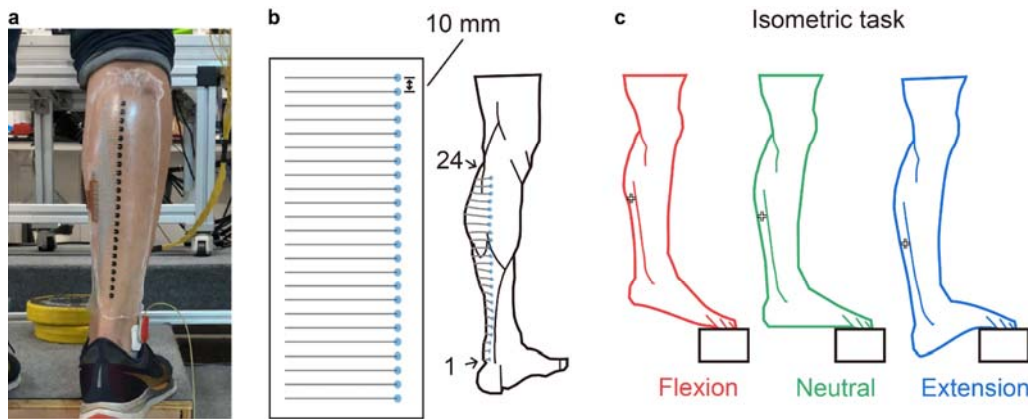 a
b
10 mm
24
1
c
Isometric task
Flexion
Neutral
Extension